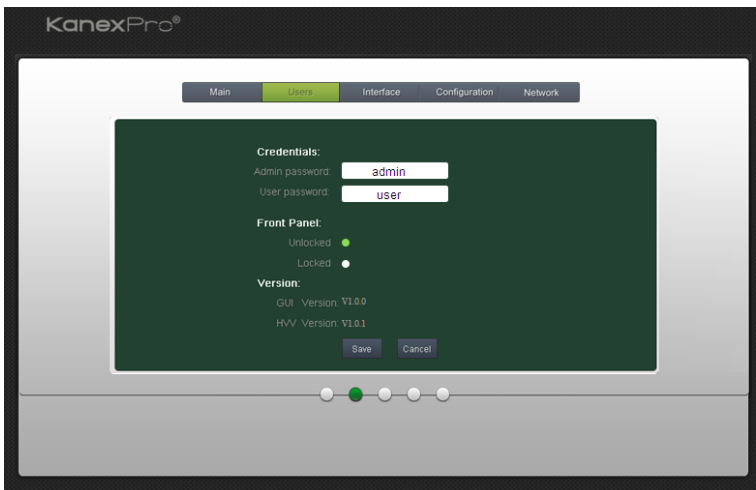 KanexPro®
Main Users Interface Configuration Network
Credentials:
Admin password: admin
User password: user
Front Panel:
Unlocked
Locked
Version:
GUI Version: V1.0.0
HVV Version: V1.0.1
Save Cancel